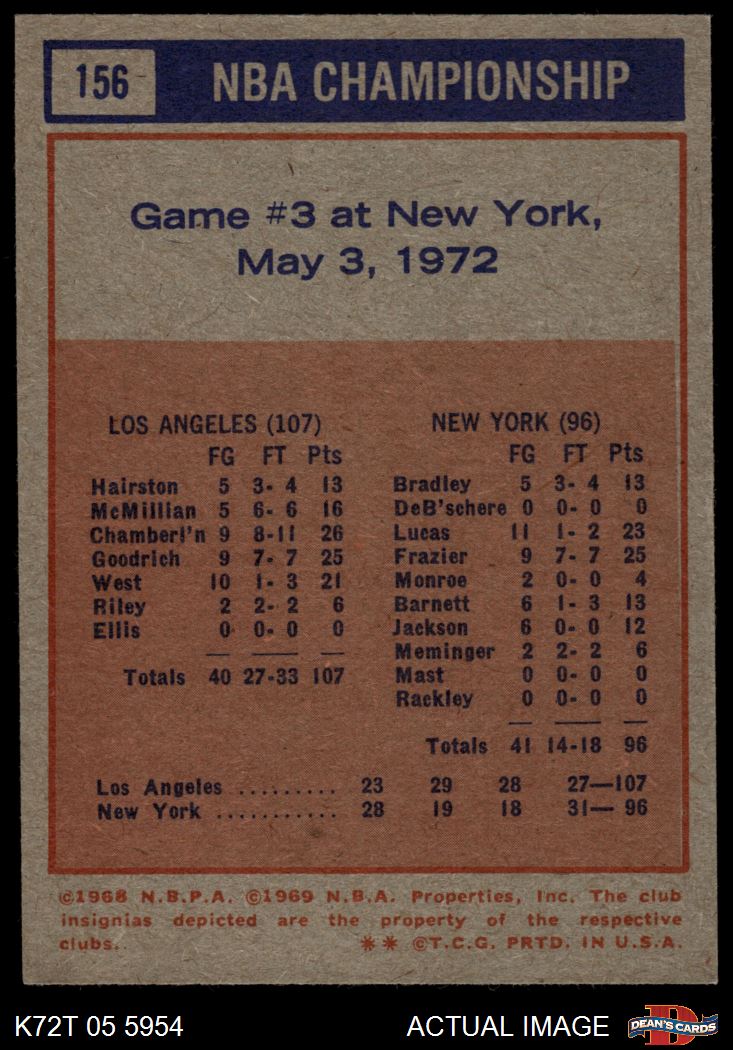 156 NBA CHAMPIONSHIP
Game #3 at New York,
May 3, 1972
LOS ANGELES (107)
FG FT Pts
Hairston 5 3- 4 13
McMillian 5 6- 6 16
Chamberl'n 9 8-11 26
Goodrich 9 7- 7 25
West 10 1- 3 21
Riley 2 2- 2 6
Ellis 0 0- 0 0
Totals 40 27-33 107
NEW YORK (96)
FG FT Pts
Bradley 5 3- 4 13
DeB'schere 0 0- 0 0
Lucas 11 1- 2 23
Frazier 9 7- 7 25
Monroe 2 0- 0 4
Barnett 6 1- 3 13
Jackson 6 0- 0 12
Meminger 2 2- 2 6
Mast 0 0- 0 0
Rackley 0 0- 0 0
Totals 41 14-18 96
Los Angeles ......... 23 29 28 27—107
New York ........... 28 19 18 31— 96
©1968 N.B.P.A. ©1969 N.B.A. Properties, Inc. The club
insignias depicted are the property of the respective
clubs. ** ©T.C.G. PRTD. IN U.S.A.
K72T 05 5954 ACTUAL IMAGE D DEAN'S CARDS